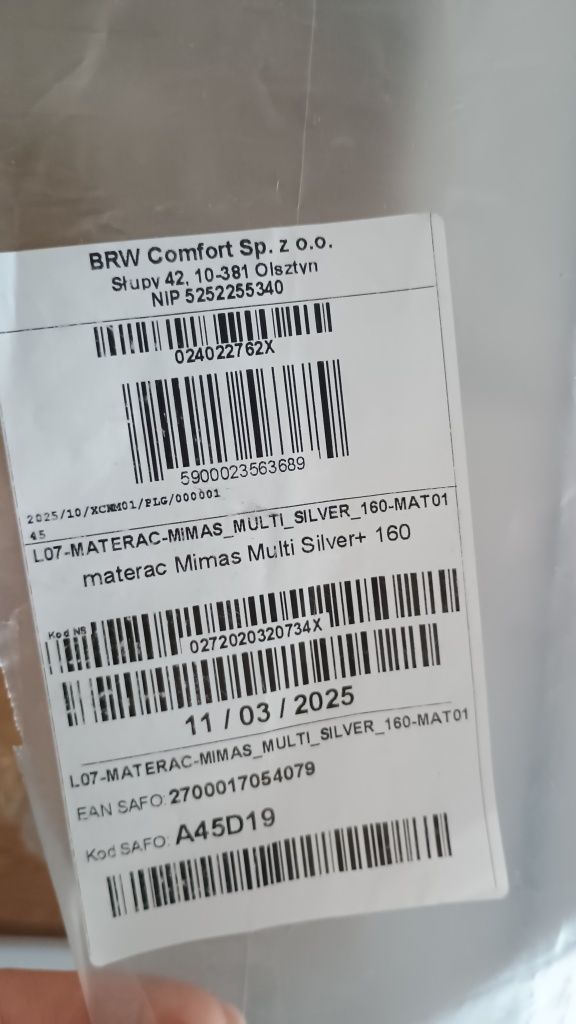 BRW Comfort Sp. z o.o.
Słupy 42, 10-381 Olsztyn
NIP 5252255340
024022762X
5900023563689
2025/10/XCKM01/PLG/000001
45
L07-MATERAC-MIMAS_MULTI_SILVER_160-MAT01
materac Mimas Multi Silver+ 160
Kod NS
0272020320734X
11 / 03 / 2025
L07-MATERAC-MIMAS_MULTI_SILVER_160-MAT01
EAN SAFO: 2700017054079
Kod SAFO: A45D19